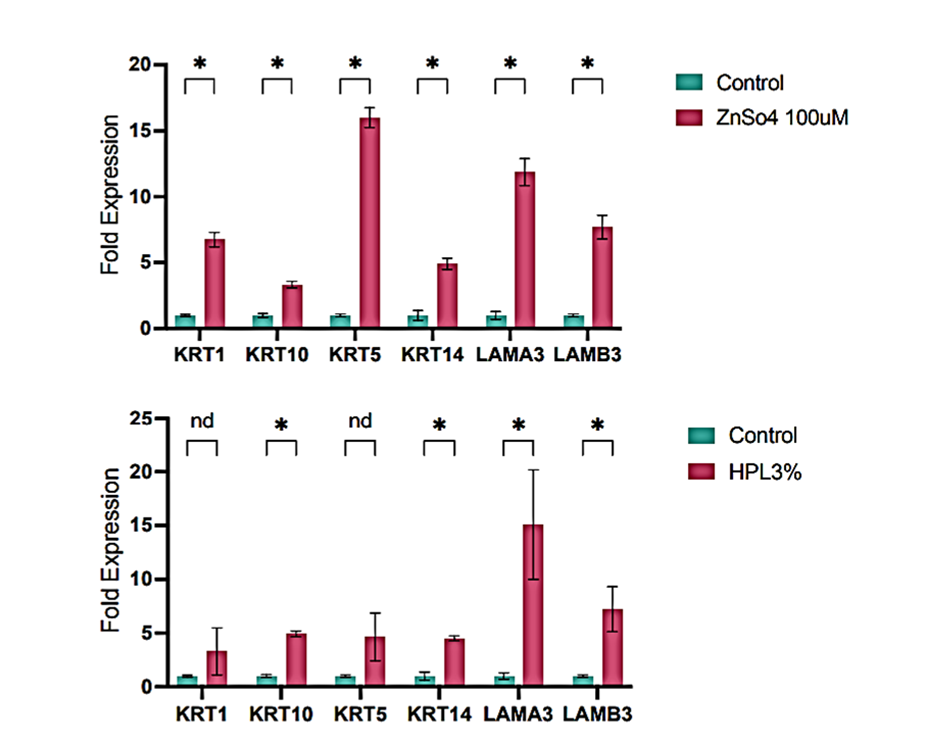 20
* * * * * *
Control
ZnSo4 100uM
15
Fold Expression
10
5
0
KRT1 KRT10 KRT5 KRT14 LAMA3 LAMB3
25
nd * nd * * *
Control
20
HPL3%
15
Fold Expression
10
5
0
KRT1 KRT10 KRT5 KRT14 LAMA3 LAMB3